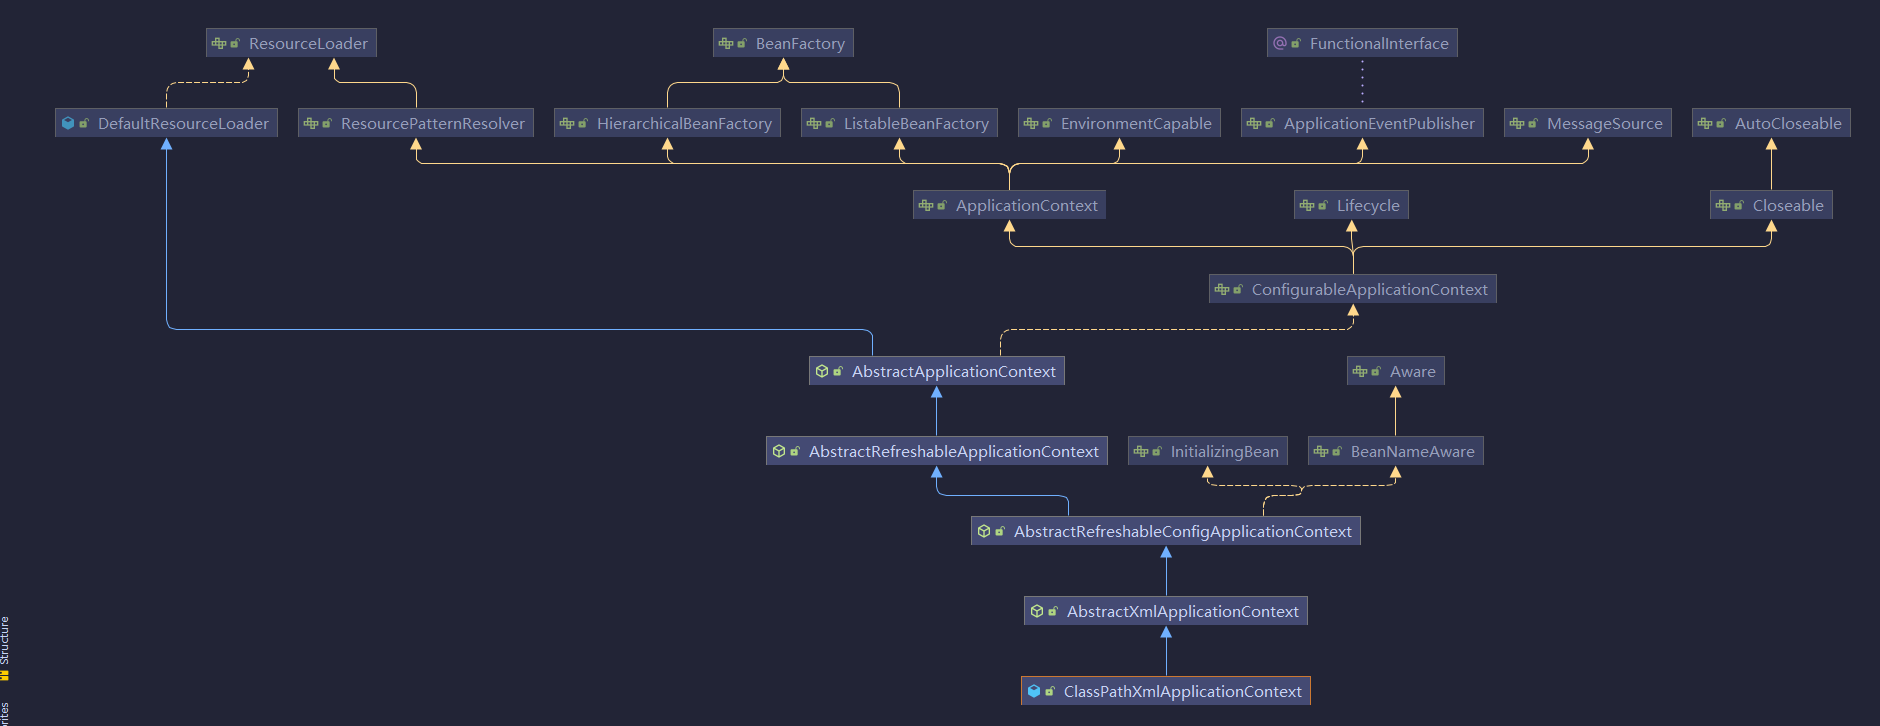 ResourceLoader
BeanFactory
FunctionalInterface
DefaultResourceLoader
ResourcePatternResolver
HierarchicalBeanFactory
ListableBeanFactory
EnvironmentCapable
ApplicationEventPublisher
MessageSource
AutoCloseable
ApplicationContext
Lifecycle
Closeable
ConfigurableApplicationContext
AbstractApplicationContext
Aware
AbstractRefreshableApplicationContext
InitializingBean
BeanNameAware
AbstractRefreshableConfigApplicationContext
AbstractXmlApplicationContext
ClassPathXmlApplicationContext
Structure